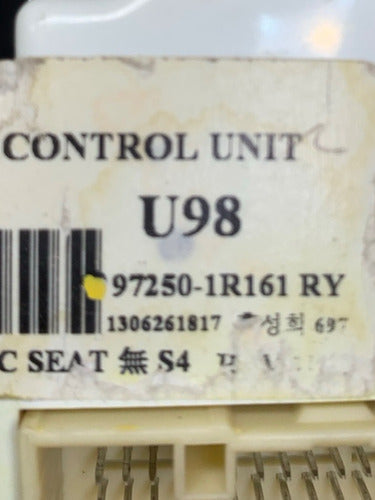 CONTROL UNIT
U98
97250-1R161 RY
1306261817 성희 697
C SEAT 無 S4